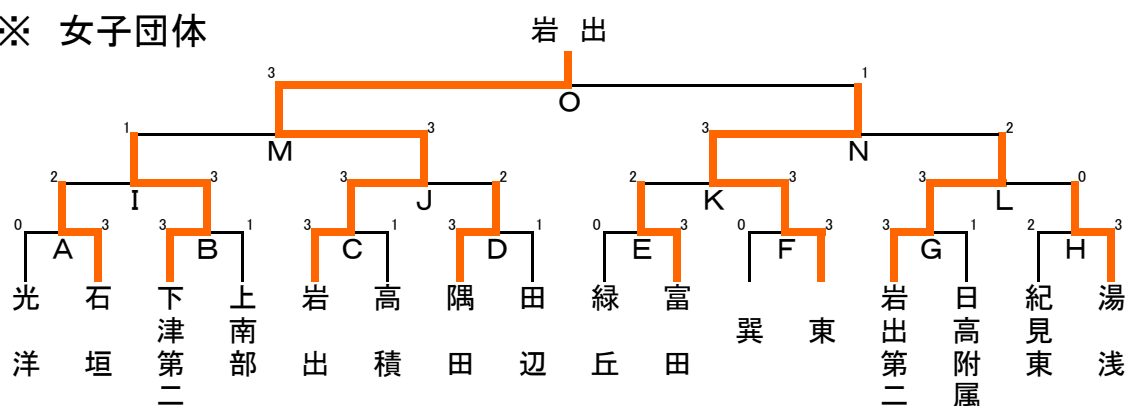 ※ 女子団体
岩出
3 1
O
1 3 3 2
M N
2 3 3 2 2 3 3 0
I J K L
0 3 3 1 3 1 3 1 0 3 0 3 3 1 2 3
A B C D E F G H
光洋
石垣
下津第二
上南部
岩出
高積
隅田
田辺
緑丘
富田
巽
東
岩出第二
日高附属
紀見東
湯浅